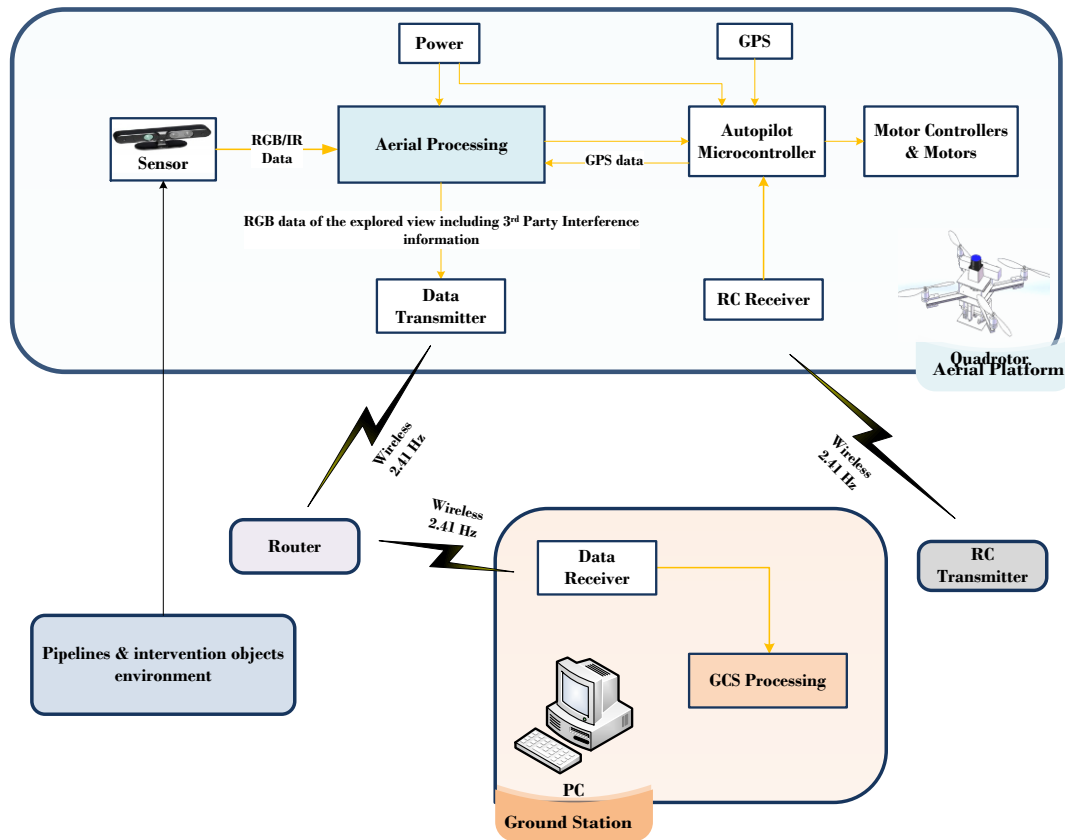 Power
GPS
Sensor
RGB/IR
Data
Aerial Processing
GPS data
Autopilot
Microcontroller
Motor Controllers
& Motors
RGB data of the explored view including 3rd Party Interference
information
Data
Transmitter
RC Receiver
Quadrotor
Aerial Platform
Wireless
2.41 Hz
Wireless
2.41 Hz
Wireless
2.41 Hz
Router
Data
Receiver
RC
Transmitter
Pipelines & intervention objects
environment
GCS Processing
PC
Ground Station